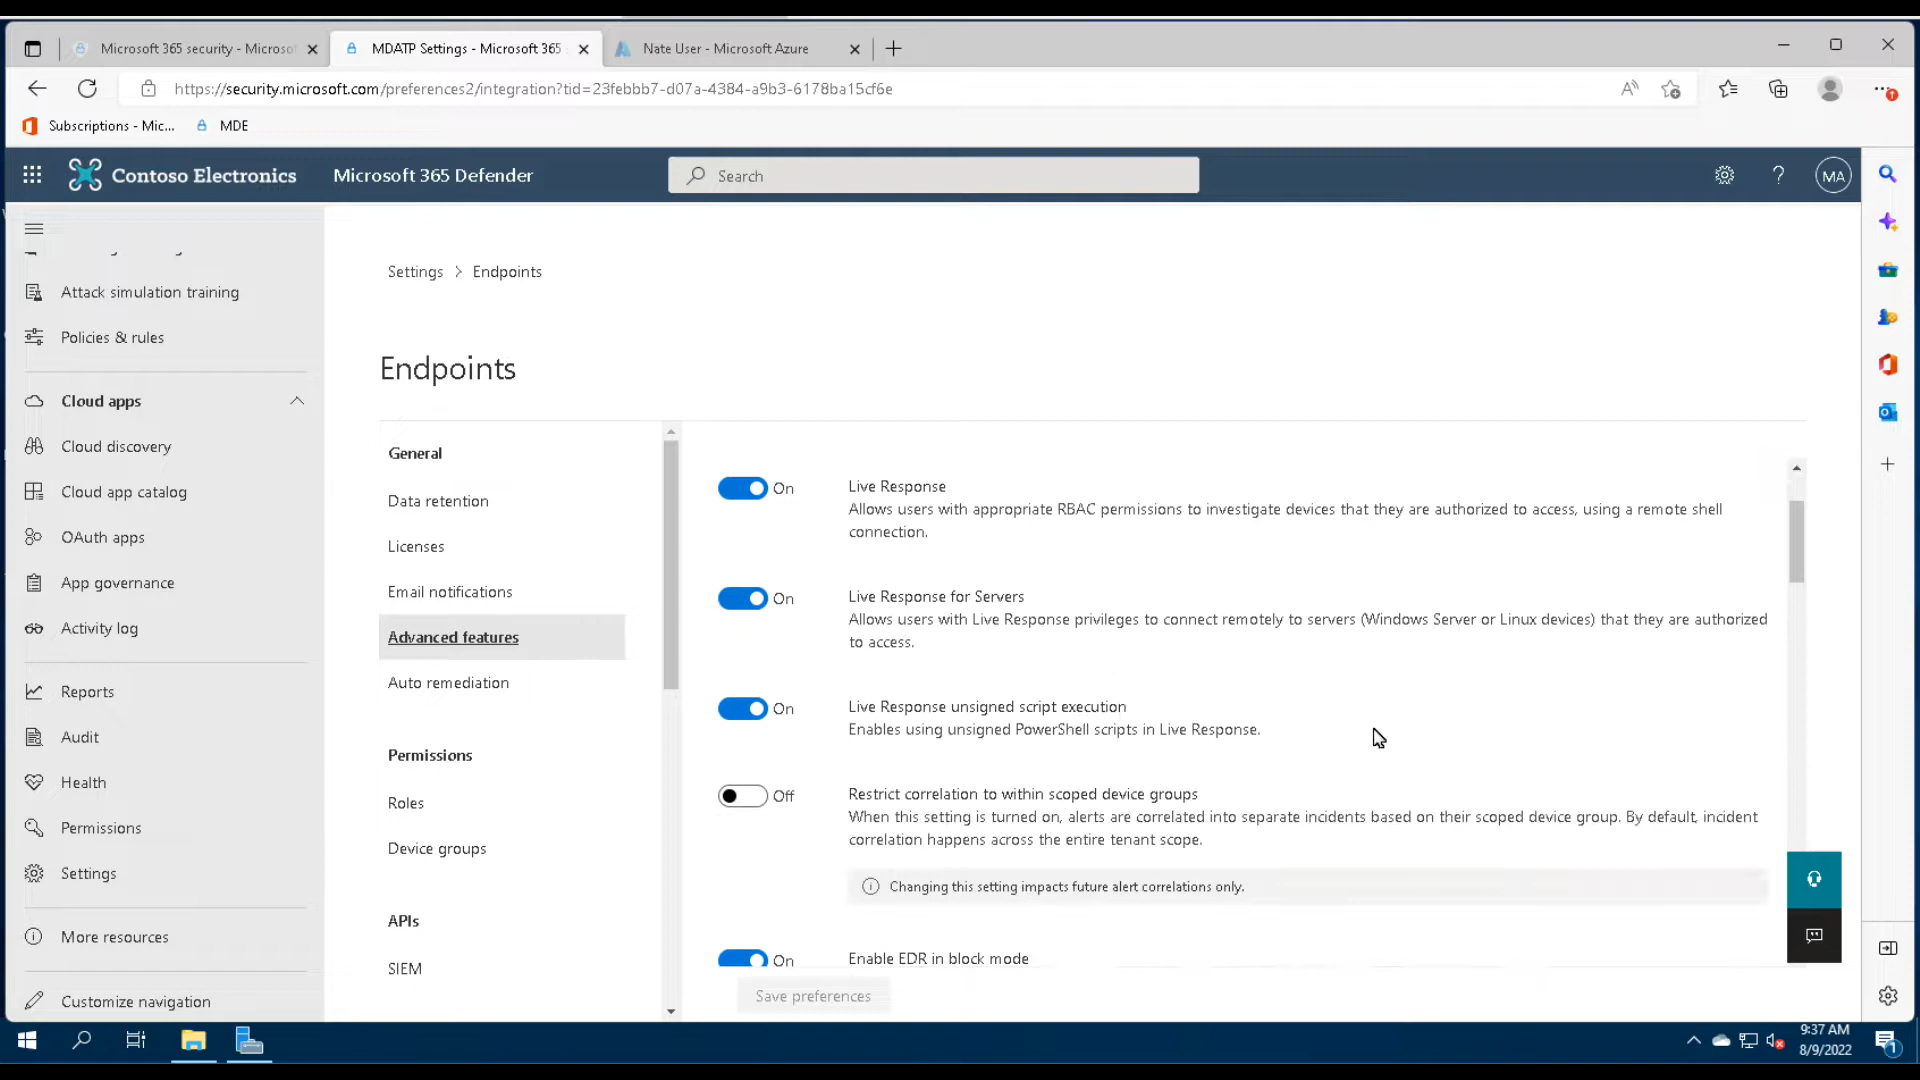 Microsoft 365 security - Microso
MDATP Settings - Microsoft 365
Nate User - Microsoft Azure
https://security.microsoft.com/preferences2/integration?tid=23febbb7-d07a-4384-a9b3-6178ba15cf6e
Subscriptions - Mic...
MDE
Contoso Electronics
Microsoft 365 Defender
Search
MA
Attack simulation training
Policies & rules
Cloud apps
Cloud discovery
Cloud app catalog
OAuth apps
App governance
Activity log
Reports
Audit
Health
Permissions
Settings
More resources
Customize navigation
Settings > Endpoints
Endpoints
General
Data retention
Licenses
Email notifications
Advanced features
Auto remediation
Permissions
Roles
Device groups
APIs
SIEM
On
Live Response
Allows users with appropriate RBAC permissions to investigate devices that they are authorized to access, using a remote shell
connection.
On
Live Response for Servers
Allows users with Live Response privileges to connect remotely to servers (Windows Server or Linux devices) that they are authorized
to access.
On
Live Response unsigned script execution
Enables using unsigned PowerShell scripts in Live Response.
Off
Restrict correlation to within scoped device groups
When this setting is turned on, alerts are correlated into separate incidents based on their scoped device group. By default, incident
correlation happens across the entire tenant scope.
Changing this setting impacts future alert correlations only.
On
Enable EDR in block mode
Save preferences
9:37 AM
8/9/2022
1